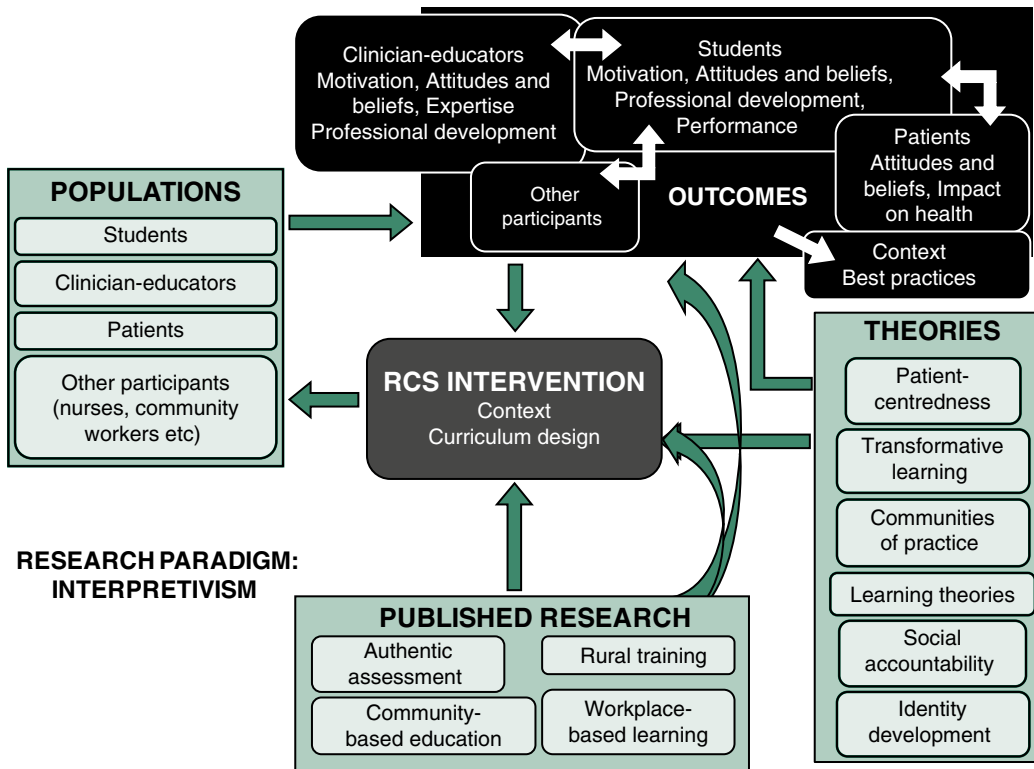 Clinician-educators
Motivation, Attitudes and
beliefs, Expertise
Professional development
Students
Motivation, Attitudes and beliefs,
Professional development,
Performance
Patients
Attitudes and
beliefs, Impact
on health
Other
participants
OUTCOMES
Context
Best practices
POPULATIONS
Students
Clinician-educators
Patients
Other participants
(nurses, community
workers etc)
RCS INTERVENTION
Context
Curriculum design
THEORIES
Patient-
centredness
Transformative
learning
Communities
of practice
Learning theories
Social
accountability
Identity
development
RESEARCH PARADIGM:
INTERPRETIVISM
PUBLISHED RESEARCH
Authentic
assessment
Rural training
Community-
based education
Workplace-
based learning